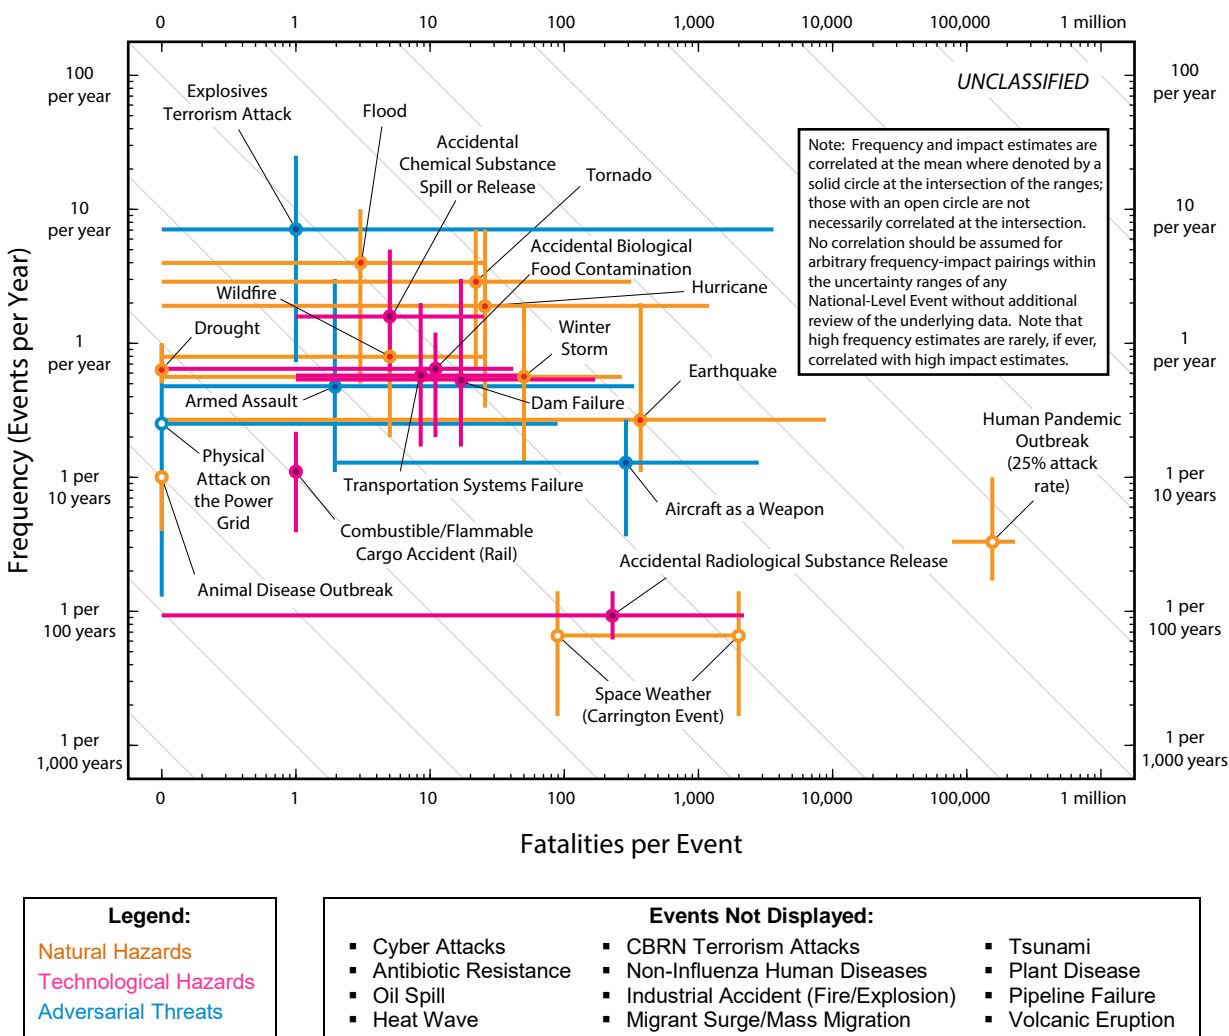 0 1 10 100 1,000 10,000 100,000 1 million
UNCLASSIFIED
100
per year
100
per year
Explosives
Terrorism Attack
Flood
Accidental
Chemical Substance
Spill or Release
Tornado
Note: Frequency and impact estimates are
correlated at the mean where denoted by a
solid circle at the intersection of the ranges;
those with an open circle are not
necessarily correlated at the intersection.
No correlation should be assumed for
arbitrary frequency-impact pairings within
the uncertainty ranges of any
National-Level Event without additional
review of the underlying data. Note that
high frequency estimates are rarely, if ever,
correlated with high impact estimates.
10
per year
10
per year
Accidental Biological
Food Contamination
Wildfire
Hurricane
Drought
Winter
Storm
1
per year
1
per year
Earthquake
Armed Assault
Dam Failure
Human Pandemic
Outbreak
(25% attack
rate)
Physical
Attack on
the Power
Grid
Transportation Systems Failure
1 per
10 years
1 per
10 years
Aircraft as a Weapon
Combustible/Flammable
Cargo Accident (Rail)
Accidental Radiological Substance Release
Animal Disease Outbreak
1 per
100 years
1 per
100 years
Space Weather
(Carrington Event)
1 per
1,000 years
1 per
1,000 years
Frequency (Events per Year)
0 1 10 100 1,000 10,000 100,000 1 million
Fatalities per Event
Legend:
Natural Hazards
Technological Hazards
Adversarial Threats
Events Not Displayed:
▪ Cyber Attacks
▪ Antibiotic Resistance
▪ Oil Spill
▪ Heat Wave
▪ CBRN Terrorism Attacks
▪ Non-Influenza Human Diseases
▪ Industrial Accident (Fire/Explosion)
▪ Migrant Surge/Mass Migration
▪ Tsunami
▪ Plant Disease
▪ Pipeline Failure
▪ Volcanic Eruption